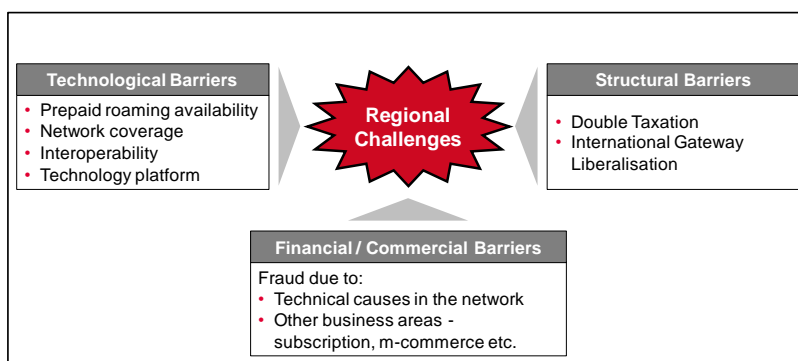 Technological Barriers
• Prepaid roaming availability
• Network coverage
• Interoperability
• Technology platform
Regional
Challenges
Structural Barriers
• Double Taxation
• International Gateway
Liberalisation
Financial / Commercial Barriers
Fraud due to:
• Technical causes in the network
• Other business areas -
subscription, m-commerce etc.